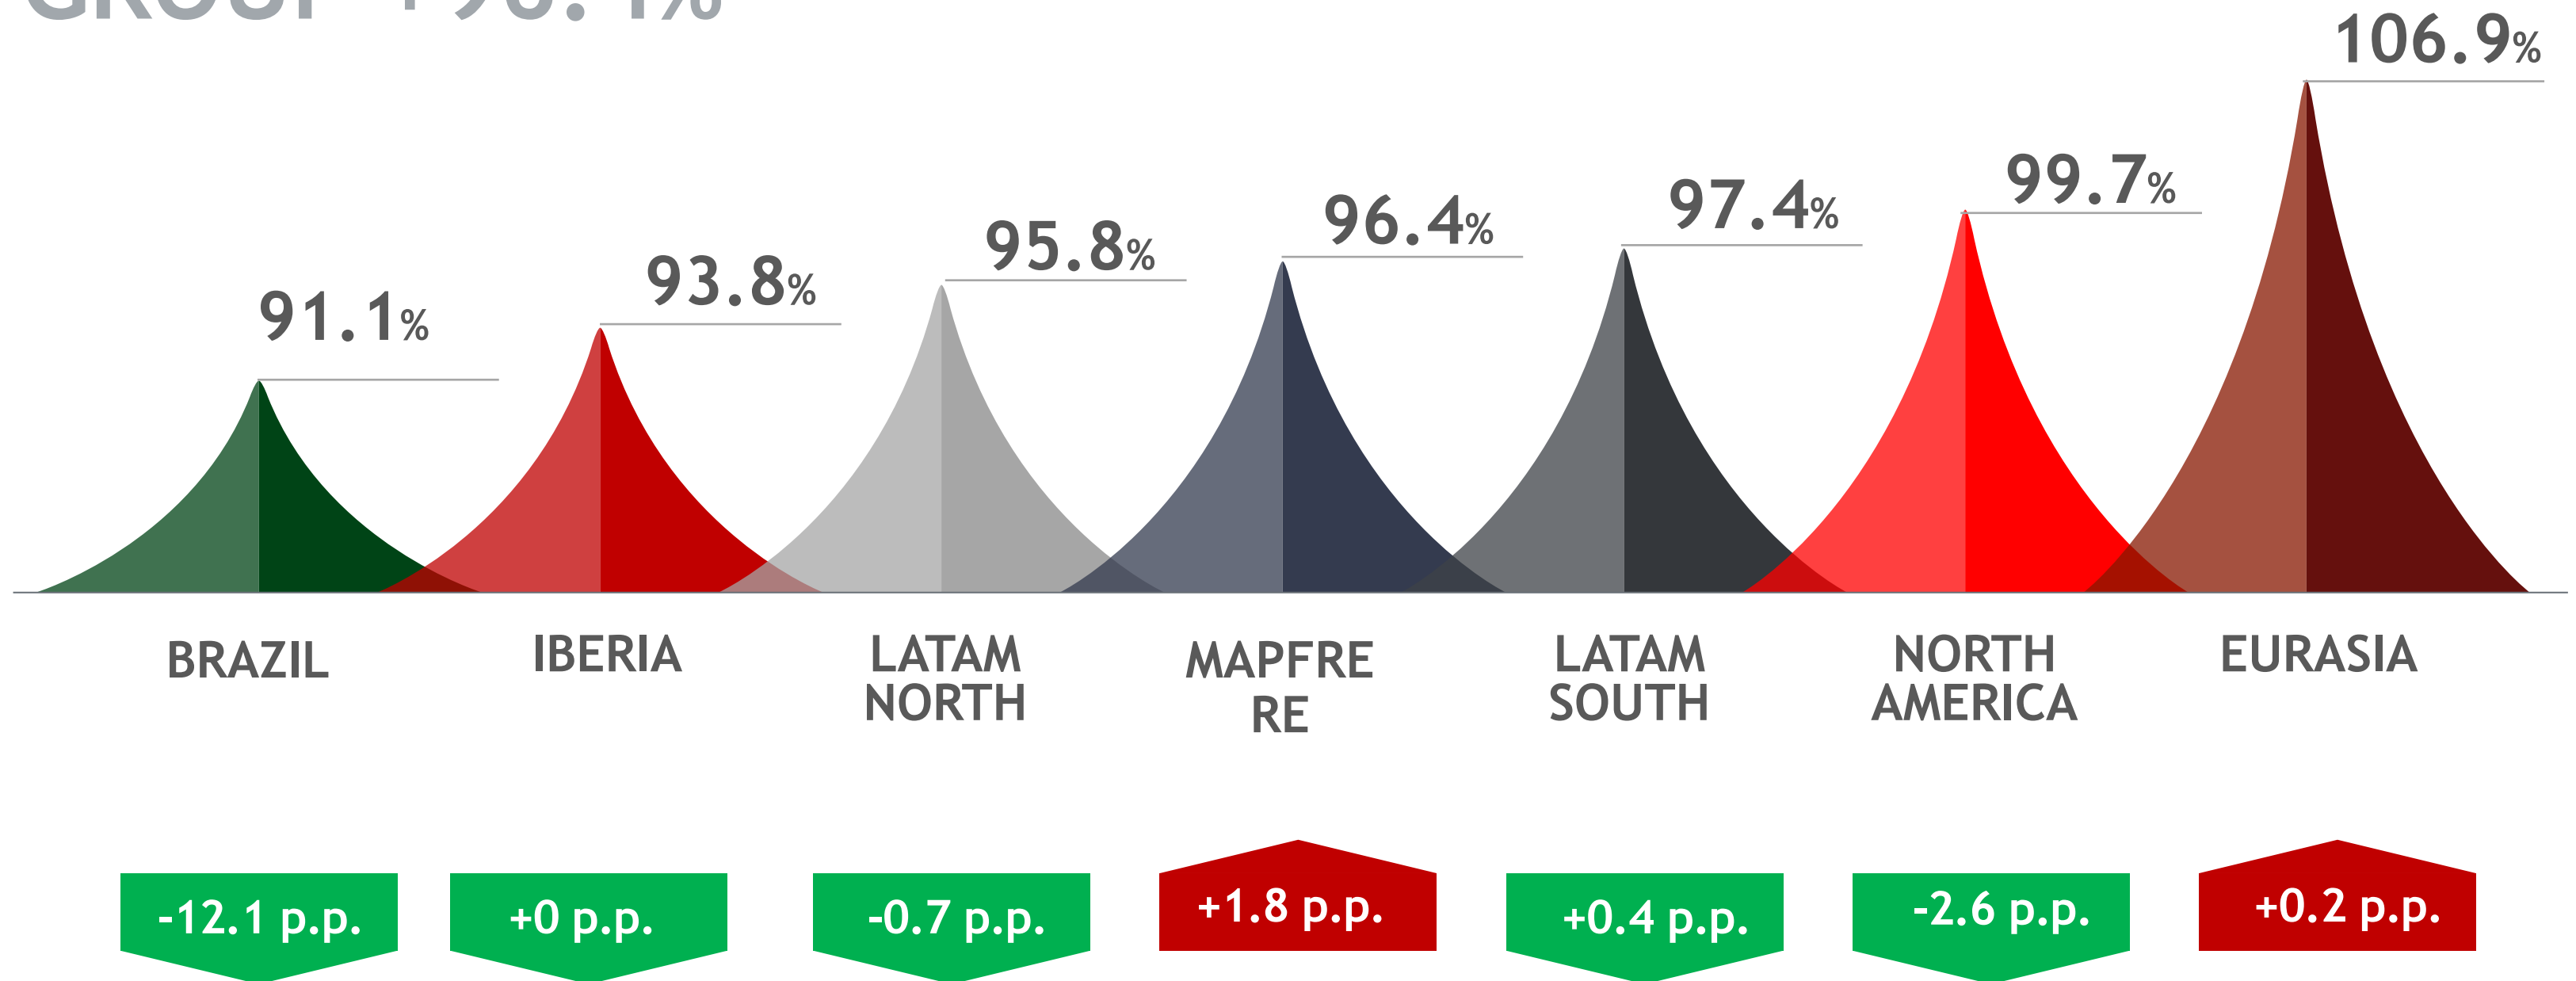 GROUP
106.9%
99.7%
97.4%
96.4%
95.8%
93.8%
91.1%
BRAZIL
IBERIA
LATAM
NORTH
MAPFRE
RE
LATAM
SOUTH
NORTH
AMERICA
EURASIA
-12.1 p.p.
+0 p.p.
-0.7 p.p.
+1.8 p.p.
+0.4 p.p.
-2.6 p.p.
+0.2 p.p.